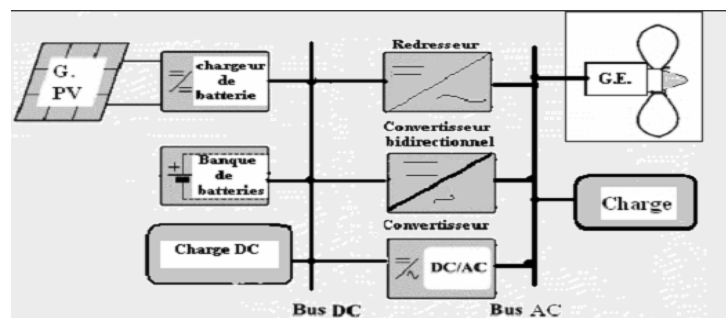 G.
PV
chargeur
de
batterie
Redresseur
G.E.
Banque
de
batteries
Convertisseur
bidirectionnel
Charge
Charge DC
Convertisseur
DC/AC
Bus DC
Bus AC